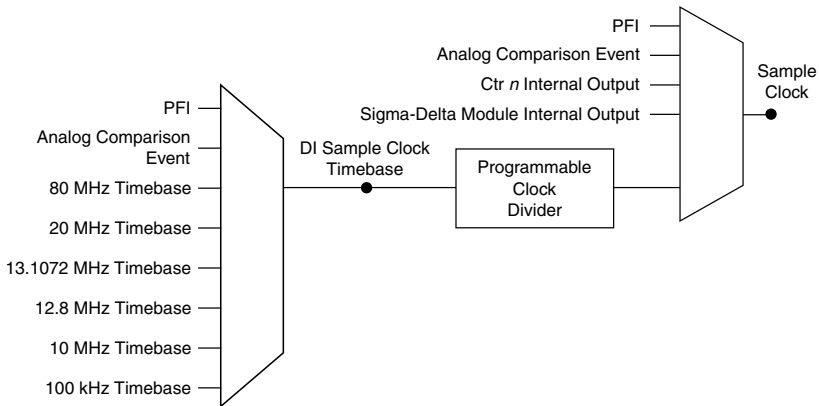 PFI
Analog Comparison Event
Ctr n Internal Output
Sigma-Delta Module Internal Output
Sample
Clock
PFI
Analog Comparison
Event
80 MHz Timebase
20 MHz Timebase
13.1072 MHz Timebase
12.8 MHz Timebase
10 MHz Timebase
100 kHz Timebase
DI Sample Clock
Timebase
Programmable
Clock
Divider